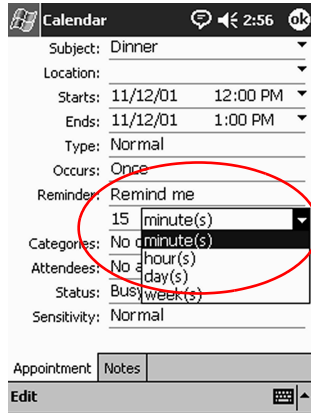 Calendar 2:56 ok
Subject: Dinner
Location:
Starts: 11/12/01 12:00 PM
Ends: 11/12/01 1:00 PM
Type: Normal
Occurs: Once
Reminder: Remind me
15 minute(s)
Categories: No minute(s)
hour(s)
Attendees: No day(s)
Status: Busy week(s)
Sensitivity: Normal
Appointment Notes
Edit